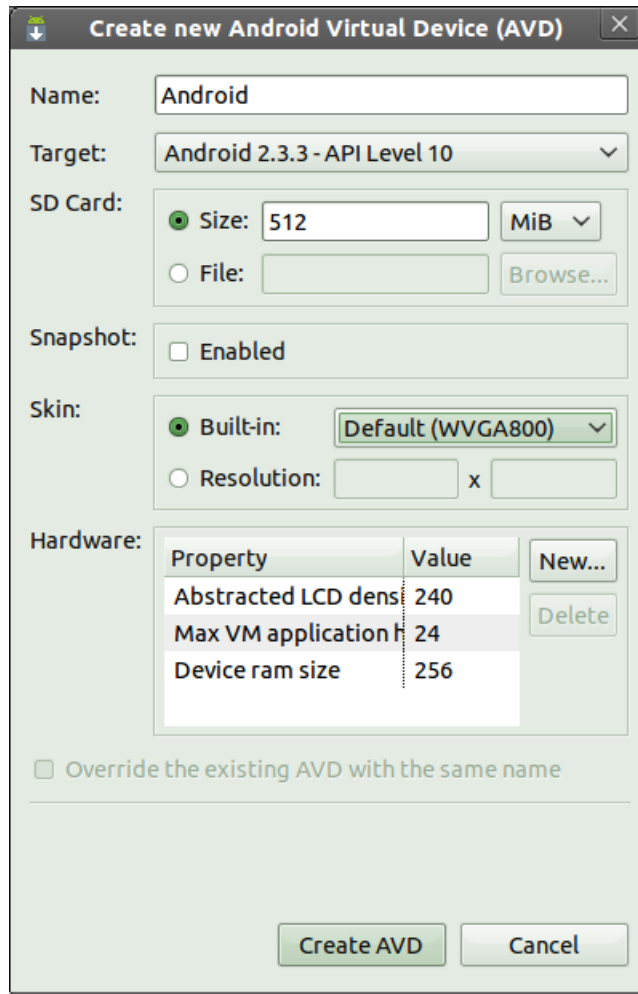 Create new Android Virtual Device (AVD)
Name: Android
Target: Android 2.3.3 - API Level 10
SD Card:
Size: 512 MiB
File: Browse...
Snapshot:
Enabled
Skin:
Built-in: Default (WVGA800)
Resolution: x
Hardware:
Property Value New...
Abstracted LCD densi 240
Delete
Max VM application h 24
Device ram size 256
Override the existing AVD with the same name
Create AVD Cancel